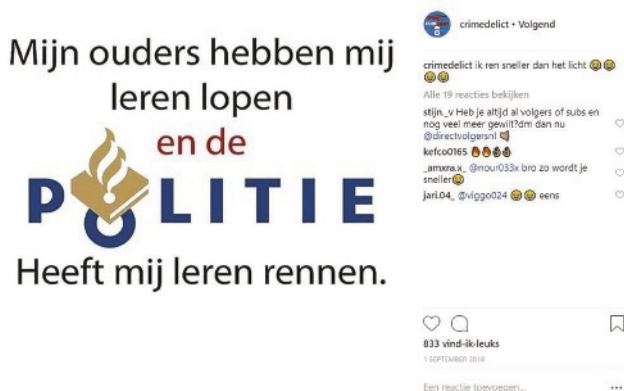 Mijn ouders hebben mij
leren lopen
en de
POLITIE
Heeft mij leren rennen.
crimedelict • Volgend
crimedelict ik ren sneller dan het licht 😂😂
😂😂
Alle 19 reacties bekijken
stijn._v Heb je altijd al volgers of subs en
nog veel meer gewilt?dm dan nu
@directvolgersnl
kefco0165 🔥🔥
_amxra.x_ @nour033x bro zo wordt je
sneller😂
jari.04_ @viggo024 😂😂 eens
833 vind-ik-leuks
1 SEPTEMBER 2018
Een reactie toevoegen...